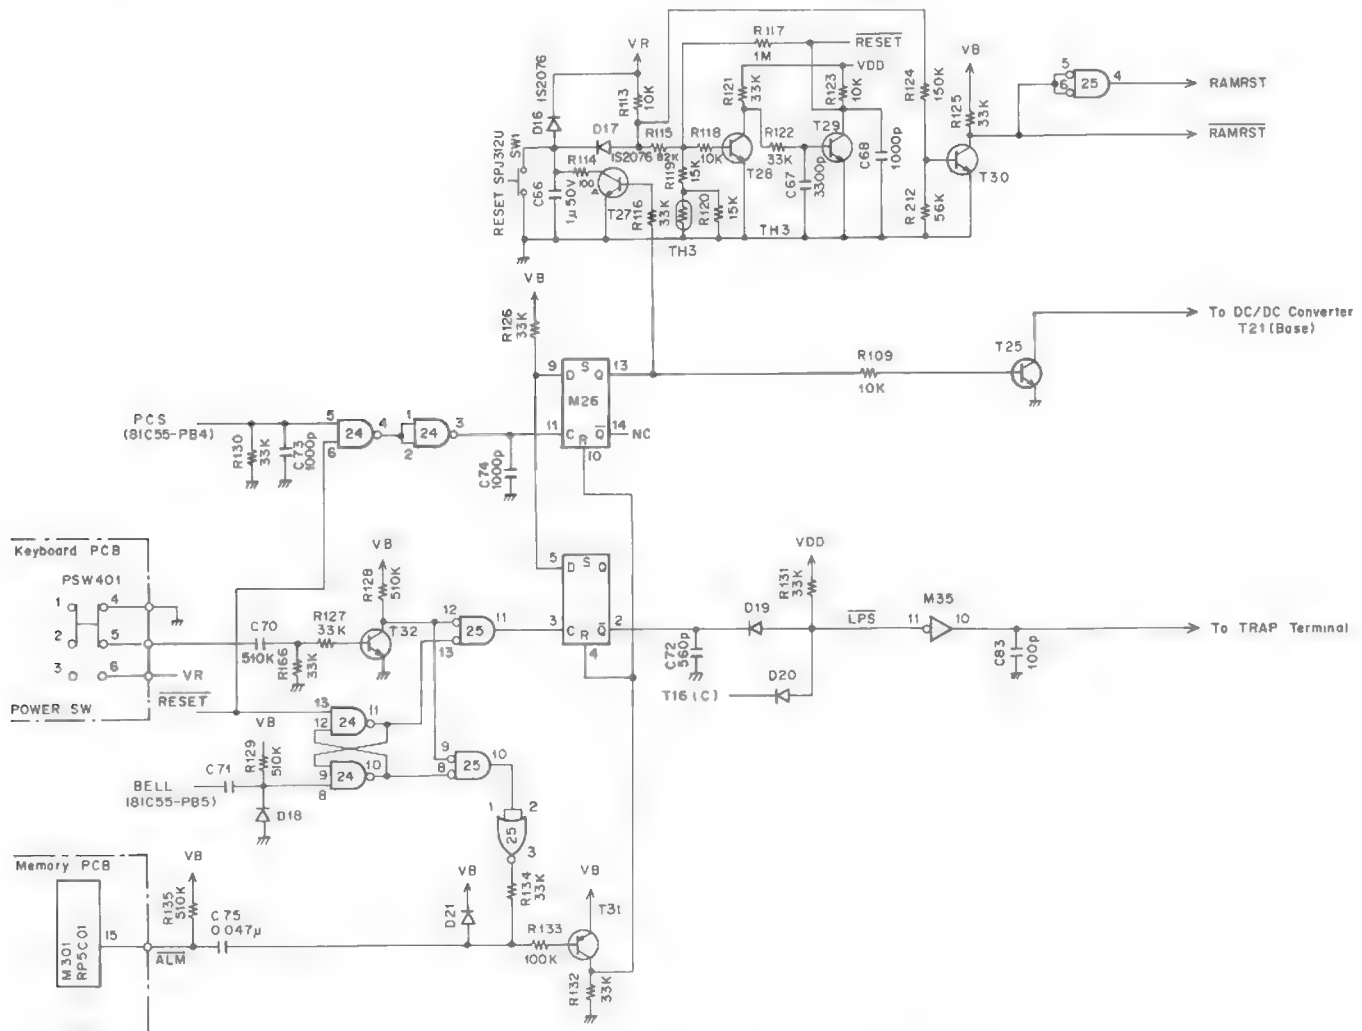 R117
1M
RESET
VR
VDD
VB
1S2076
D16
R113
10K
R121
33K
R123
10K
R124
150K
R125
33K
5
6
25
4
RAMRST
RAMRST
RESET SPJ312U
SW1
D17
1S2076
R115
82K
R118
10K
R122
33K
T29
T28
R114
100
C66
1μ50V
T27
R116
33K
R119
15K
R120
15K
C67
3300p
C68
1000p
T30
R212
56K
TH3
TH3
VB
R126
33K
To DC/DC Converter
T21(Base)
T25
R109
10K
9
D
S
Q
13
M26
11
C
R
Q
14
NC
10
PCS
(81C55-PB4)
R130
33K
C73
1000p
5
6
24
4
1
2
24
3
C74
1000p
Keyboard PCB
PSW401
1
4
2
5
3
6
VR
POWER SW
C70
510K
R166
33K
R127
33K
VB
R128
510K
T32
12
13
25
11
5
D
S
Q
3
C
R
Q
2
4
VDD
R131
33K
D19
C72
560p
LPS
M35
11
10
C83
100p
To TRAP Terminal
T16(C)
D20
RESET
13
12
24
11
VB
R129
510K
C71
BELL
(81C55-PB5)
D18
9
8
24
10
9
8
25
10
1
2
25
3
R134
33K
Memory PCB
M301
RP5C01
15
VB
R135
510K
ALM
C75
0.047μ
VB
D21
R133
100K
VB
T31
R132
33K